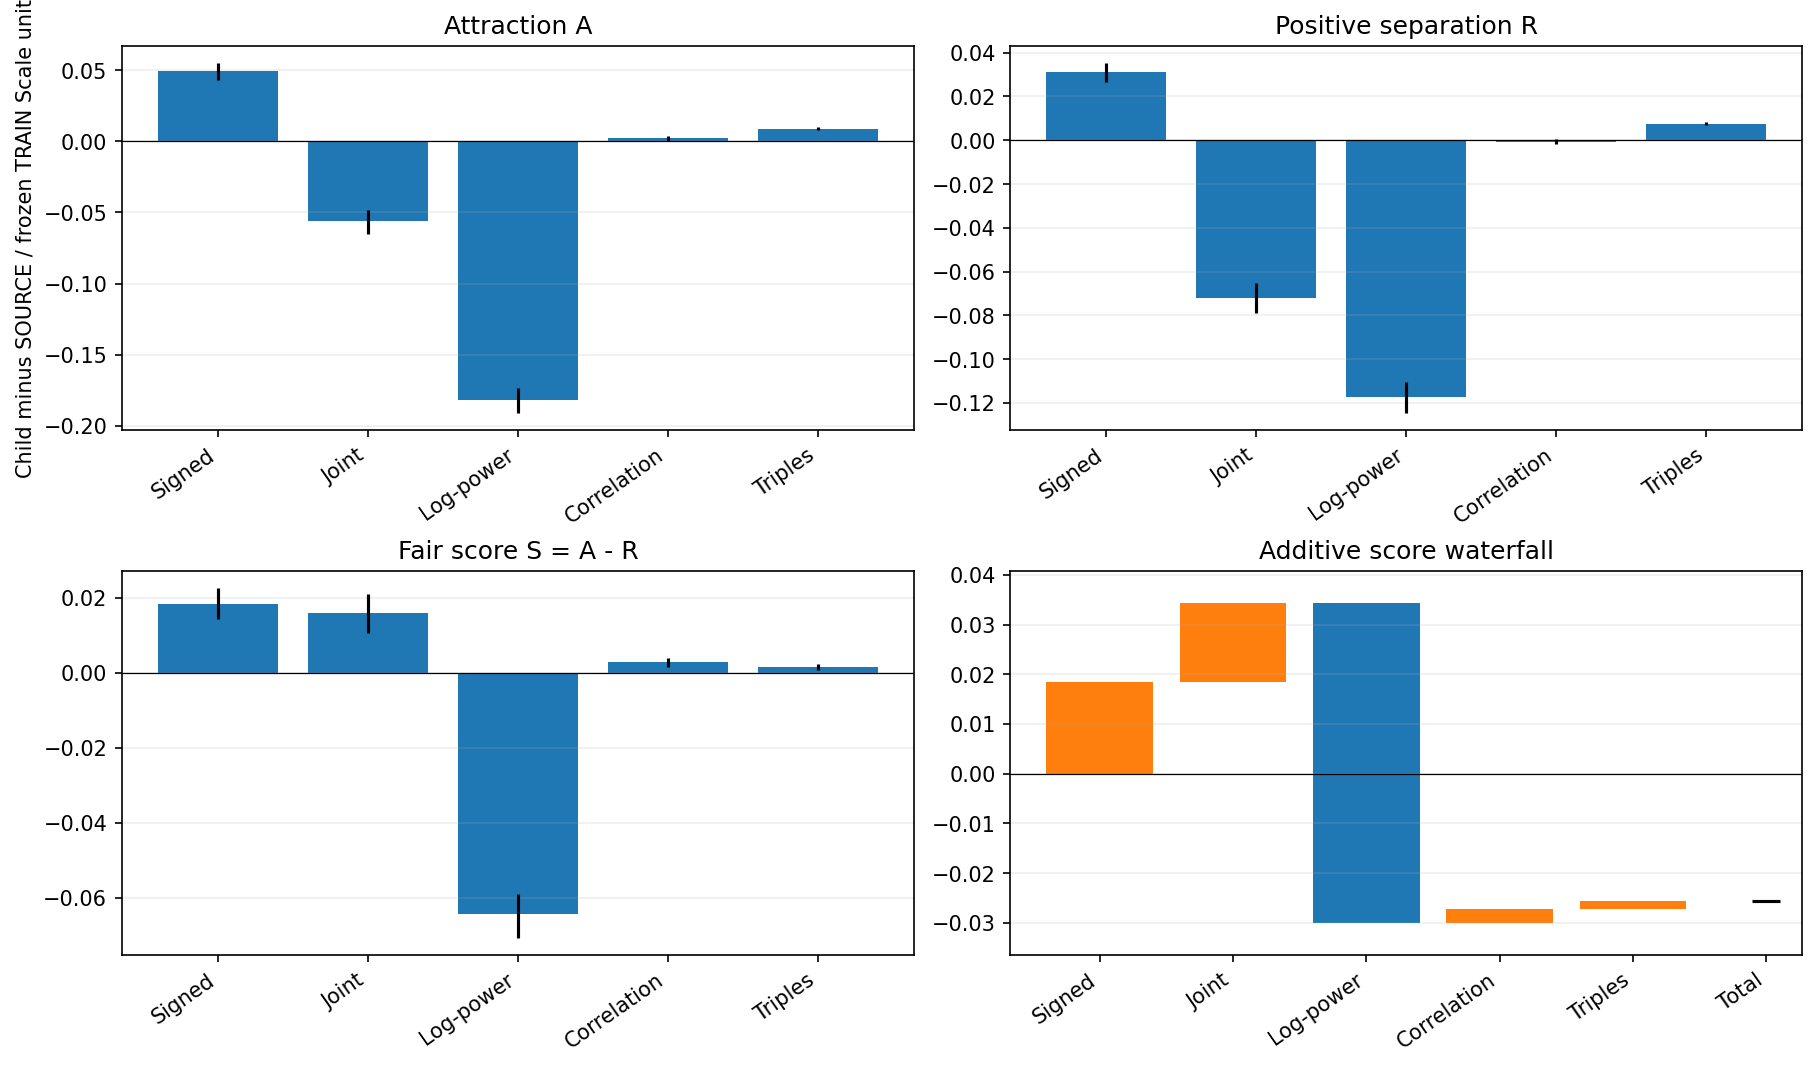 Attraction A
Child minus SOURCE / frozen TRAIN Scale unit
0.05
0.00
−0.05
−0.10
−0.15
−0.20
Signed
Joint
Log-power
Correlation
Triples
Positive separation R
0.04
0.02
0.00
−0.02
−0.04
−0.06
−0.08
−0.10
−0.12
Signed
Joint
Log-power
Correlation
Triples
Fair score S = A - R
0.02
0.00
−0.02
−0.04
−0.06
Signed
Joint
Log-power
Correlation
Triples
Additive score waterfall
0.04
0.03
0.02
0.01
0.00
−0.01
−0.02
−0.03
Signed
Joint
Log-power
Correlation
Triples
Total